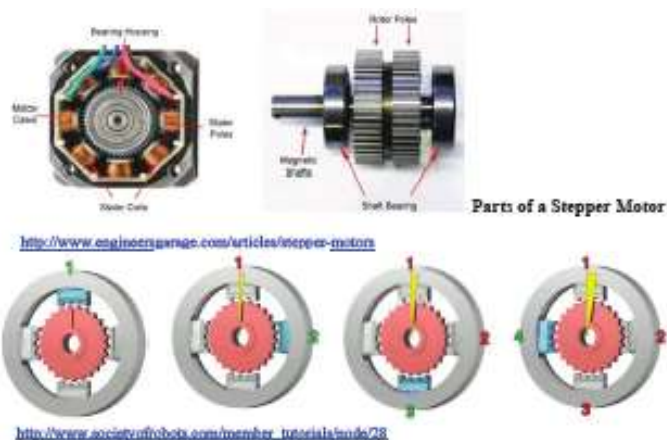 Bearing Housing
Stator
Poles
Stator Coils
Rotor Poles
Magnetic
Shafts
Shaft Bearing
Parts of a Stepper Motor
http://www.engineersgarage.com/articles/stepper-motors
1
1
2
1
2
3
1
4
2
3
http://www.societyofrobots.com/member_tutorials/node/28